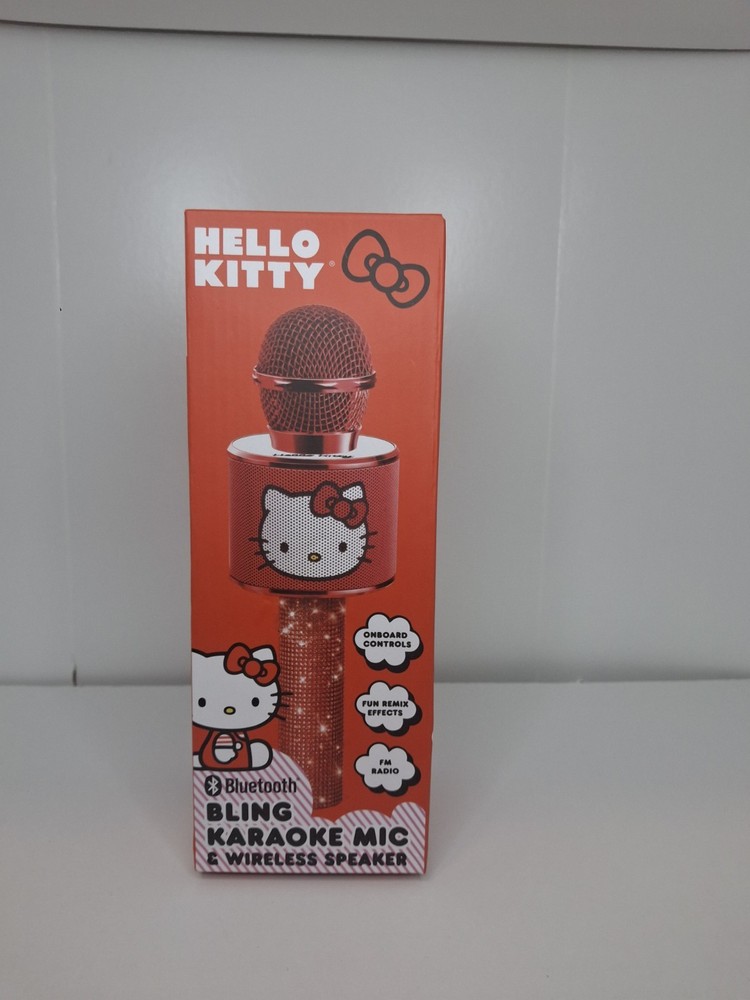 HELLO
KITTY®
ONBOARD
CONTROLS
FUN REMIX
EFFECTS
FM
RADIO
Bluetooth®
BLING
KARAOKE MIC
& WIRELESS SPEAKER